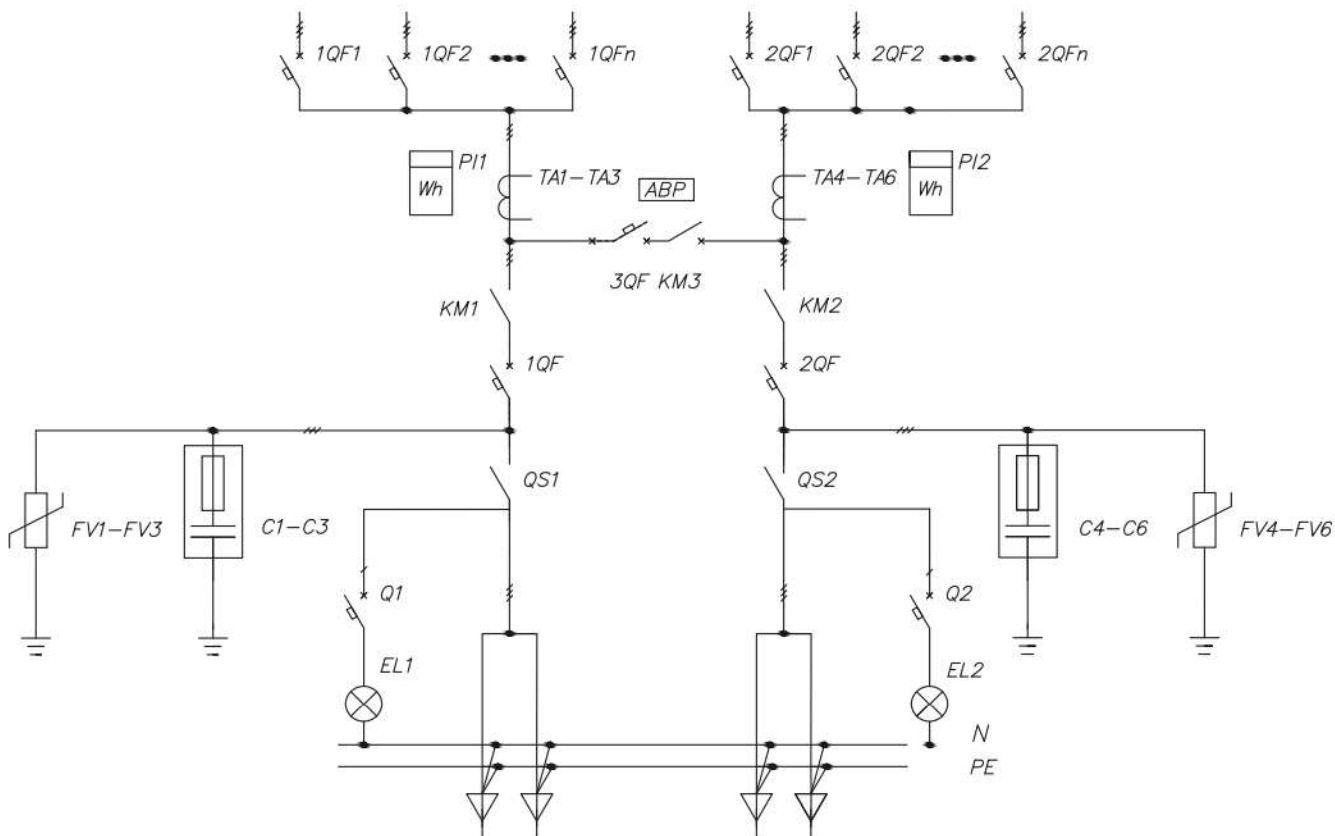 1QF1 1QF2 1QFn 2QF1 2QF2 2QFn
PI1 PI2
Wh TA1-TA3 АВР TA4-TA6 Wh
3QF KM3
KM1 KM2
1QF 2QF
QS1 QS2
FV1-FV3 C1-C3 C4-C6 FV4-FV6
Q1 Q2
EL1 EL2
N
PE